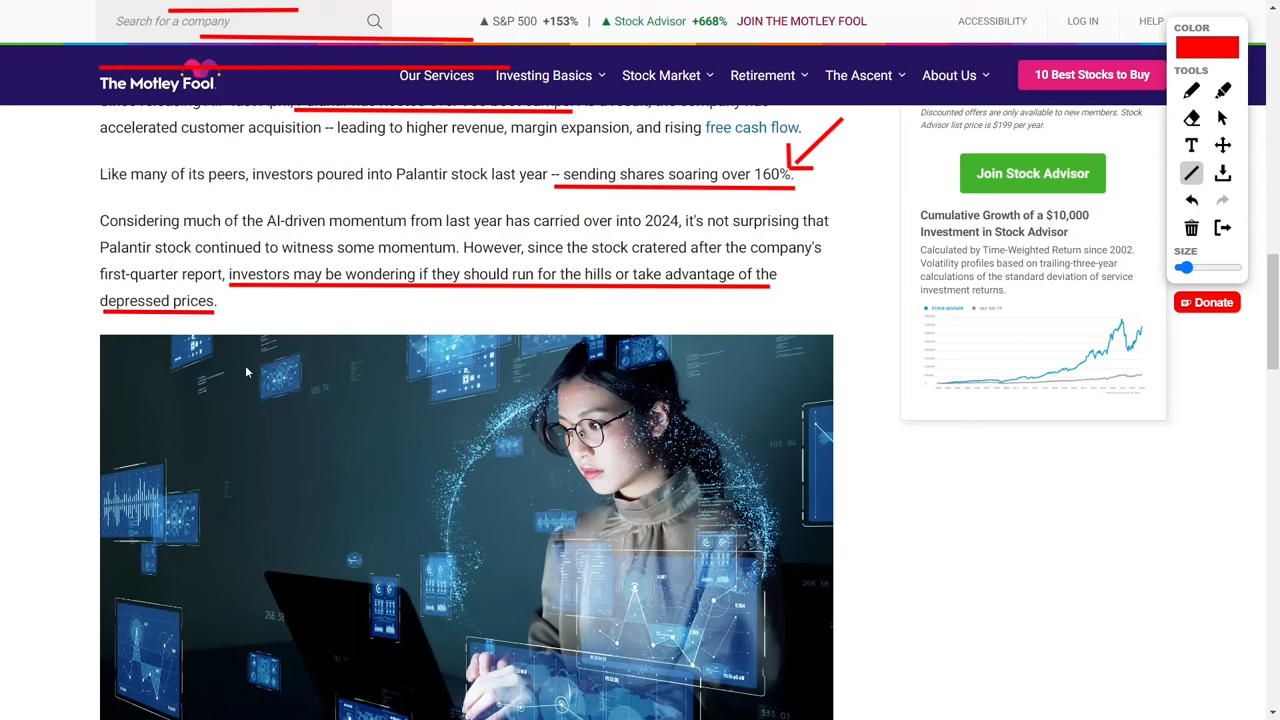 Search for a company
▲ S&P 500 +153% | ▲ Stock Advisor +668% JOIN THE MOTLEY FOOL
ACCESSIBILITY LOG IN HELP
The Motley Fool
Our Services Investing Basics Stock Market Retirement The Ascent About Us 10 Best Stocks to Buy
accelerated customer acquisition -- leading to higher revenue, margin expansion, and rising free cash flow.
Like many of its peers, investors poured into Palantir stock last year -- sending shares soaring over 160%.
Considering much of the AI-driven momentum from last year has carried over into 2024, it's not surprising that
Palantir stock continued to witness some momentum. However, since the stock cratered after the company's
first-quarter report, investors may be wondering if they should run for the hills or take advantage of the
depressed prices.
Discounted offers are only available to new members. Stock
Advisor list price is $199 per year.
Join Stock Advisor
Cumulative Growth of a $10,000
Investment in Stock Advisor
Calculated by Time-Weighted Return since 2002.
Volatility profiles based on trailing-three-year
calculations of the standard deviation of service
investment returns.
STOCK ADVISOR S&P 500
COLOR
TOOLS
T
SIZE
Donate